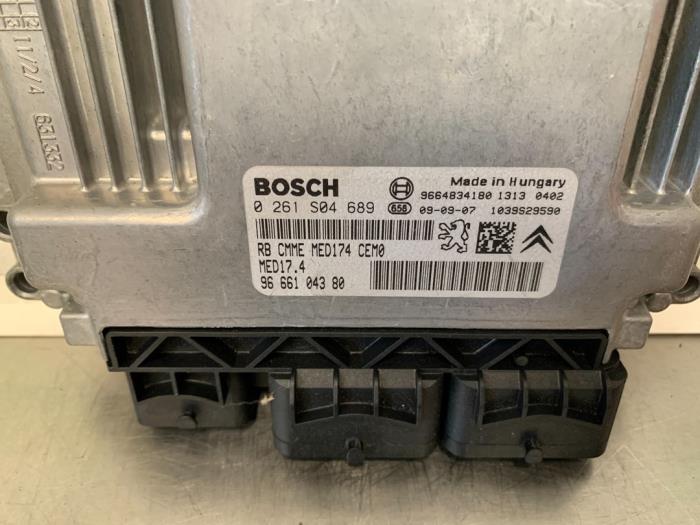 11/2/4
831332
BOSCH
Made in Hungary
9664834180 1313 0402
0 261 S04 689
658
09-09-07
1039S29590
RB CMME MED174 CEM0
MED17.4
96 661 043 80